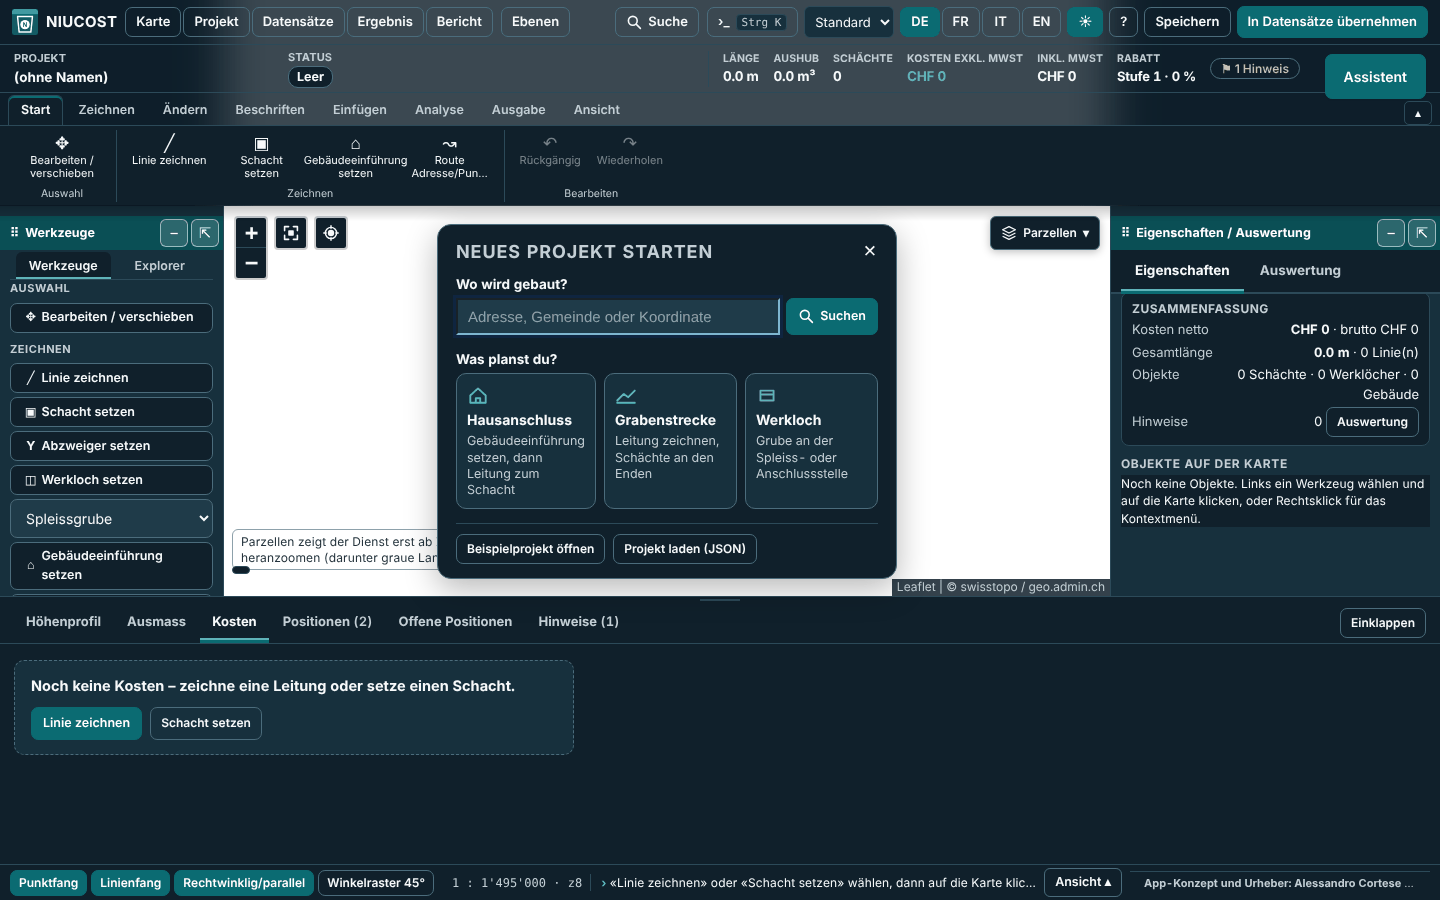 NIUCOST Karte Projekt Datensätze Ergebnis Bericht Ebenen Suche Strg K Standard DE FR IT EN ? Speichern In Datensätze übernehmen
PROJEKT STATUS LÄNGE AUSHUB SCHÄCHTE KOSTEN EXKL. MWST INKL. MWST RABATT
(ohne Namen) Leer 0.0 m 0.0 m³ 0 CHF 0 CHF 0 Stufe 1 · 0 % 1 Hinweis Assistent
Start Zeichnen Ändern Beschriften Einfügen Analyse Ausgabe Ansicht
Bearbeiten / verschieben
Linie zeichnen
Schacht setzen
Gebäudeeinführung setzen
Route Adresse/Pun...
Rückgängig
Wiederholen
Auswahl Zeichnen Bearbeiten
Werkzeuge
Werkzeuge Explorer
AUSWAHL
Bearbeiten / verschieben
ZEICHNEN
Linie zeichnen
Schacht setzen
Y Abzweiger setzen
Werkloch setzen
Spleissgrube
Gebäudeeinführung
setzen
Parzellen
Parzellen zeigt der Dienst erst ab
heranzoomen (darunter graue Lan
Leaflet | © swisstopo / geo.admin.ch
NEUES PROJEKT STARTEN
Wo wird gebaut?
Adresse, Gemeinde oder Koordinate
Suchen
Was planst du?
Hausanschluss
Gebäudeeinführung
setzen, dann
Leitung zum
Schacht
Grabenstrecke
Leitung zeichnen,
Schächte an den
Enden
Werkloch
Grube an der
Spleiss- oder
Anschlussstelle
Beispielprojekt öffnen
Projekt laden (JSON)
Eigenschaften / Auswertung
Eigenschaften Auswertung
ZUSAMMENFASSUNG
Kosten netto CHF 0 · brutto CHF 0
Gesamtlänge 0.0 m · 0 Linie(n)
Objekte 0 Schächte · 0 Werklöcher · 0
Gebäude
Hinweise 0 Auswertung
OBJEKTE AUF DER KARTE
Noch keine Objekte. Links ein Werkzeug wählen und
auf die Karte klicken, oder Rechtsklick für das
Kontextmenü.
Höhenprofil Ausmass Kosten Positionen (2) Offene Positionen Hinweise (1) Einklappen
Noch keine Kosten – zeichne eine Leitung oder setze einen Schacht.
Linie zeichnen Schacht setzen
Punktfang Linienfang Rechtwinklig/parallel Winkelraster 45° 1 : 1'495'000 · z8 › «Linie zeichnen» oder «Schacht setzen» wählen, dann auf die Karte klic... Ansicht App-Konzept und Urheber: Alessandro Cortese ...